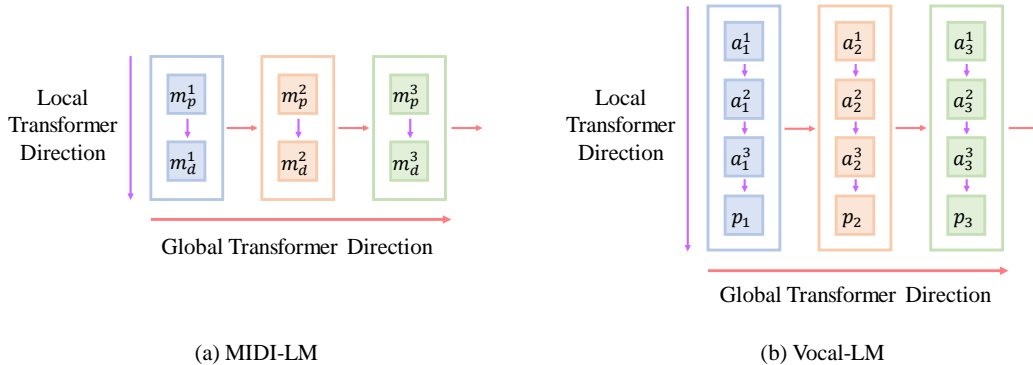 Local
Transformer
Direction
m_p^1 m_p^2 m_p^3
m_d^1 m_d^2 m_d^3
Global Transformer Direction
(a) MIDI-LM
Local
Transformer
Direction
a_1^1 a_2^1 a_3^1
a_1^2 a_2^2 a_3^2
a_1^3 a_2^3 a_3^3
p_1 p_2 p_3
Global Transformer Direction
(b) Vocal-LM